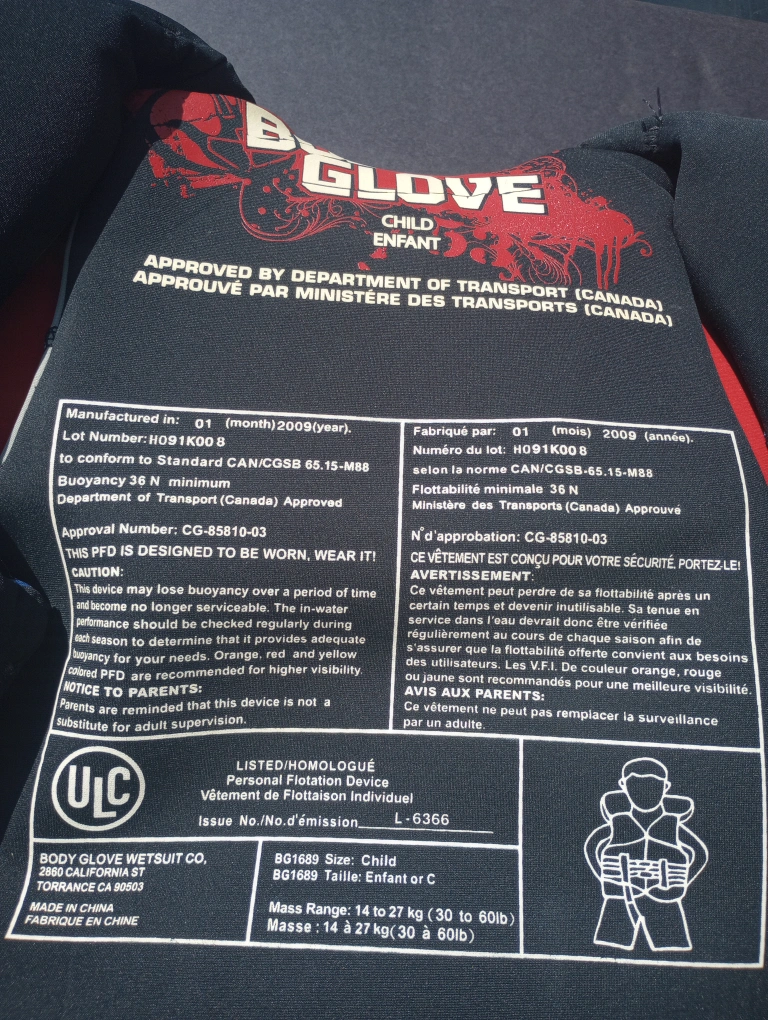 GLOVE
CHILD
ENFANT
APPROVED BY DEPARTMENT OF TRANSPORT (CANADA)
APPROUVÉ PAR MINISTÉRE DES TRANSPORTS (CANADA)
Manufactured in: 01 (month)2009(year).
Lot Number:H091K008
to conform to Standard CAN/CGSB 65.15-M88
Buoyancy 36 N minimum
Department of Transport (Canada) Approved
Approval Number: CG-85810-03
THIS PFD IS DESIGNED TO BE WORN, WEAR IT!
CAUTION:
This device may lose buoyancy over a period of time
and become no longer serviceable. The in-water
performance should be checked regularly during
each season to determine that it provides adequate
buoyancy for your needs. Orange, red and yellow
colored PFD are recommended for higher visibility.
NOTICE TO PARENTS:
Parents are reminded that this device is not a
substitute for adult supervision.
Fabriqué par: 01 (mois) 2009 (année).
Numéro du lot: H091K008
selon la norme CAN/CGSB-65.15-M88
Flottabilité minimale 36 N
Ministère des Transports (Canada) Approuvé
N°d'approbation: CG-85810-03
CE VÊTEMENT EST CONÇU POUR VOTRE SÉCURITÉ, PORTEZ-LE!
AVERTISSEMENT:
Ce vêtement peut perdre de sa flottabilité après un
certain temps et devenir inutilisable. Sa tenue en
service dans l'eau devrait donc être vérifiée
régulièrement au cours de chaque saison afin de
s'assurer que la flottabilité offerte convient aux besoins
des utilisateurs. Les V.F.I. De couleur orange, rouge
ou jaune sont recommandés pour une meilleure visibilité.
AVIS AUX PARENTS:
Ce vêtement ne peut pas remplacer la surveillance
par un adulte.
ULC
LISTED/HOMOLOGUÉ
Personal Flotation Device
Vêtement de Flottaison Individuel
Issue No./No.d'émission L-6366
BODY GLOVE WETSUIT CO,
2860 CALIFORNIA ST
TORRANCE CA 90503
MADE IN CHINA
FABRIQUE EN CHINE
BG1689 Size: Child
BG1689 Taille: Enfant or C
Mass Range: 14 to 27 kg (30 to 60lb)
Masse : 14 à 27 kg(30 à 60lb)